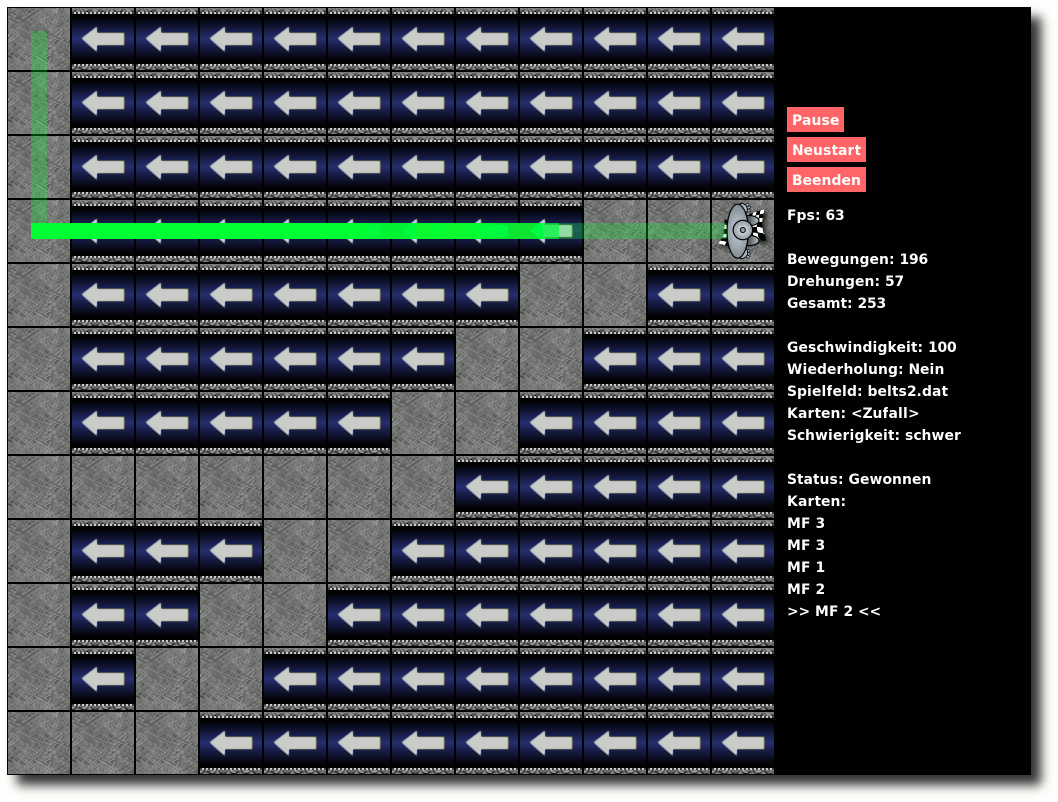 Pause
Neustart
Beenden
Fps: 63
Bewegungen: 196
Drehungen: 57
Gesamt: 253
Geschwindigkeit: 100
Wiederholung: Nein
Spielfeld: belts2.dat
Karten: <Zufall>
Schwierigkeit: schwer
Status: Gewonnen
Karten:
MF 3
MF 3
MF 1
MF 2
>> MF 2 <<